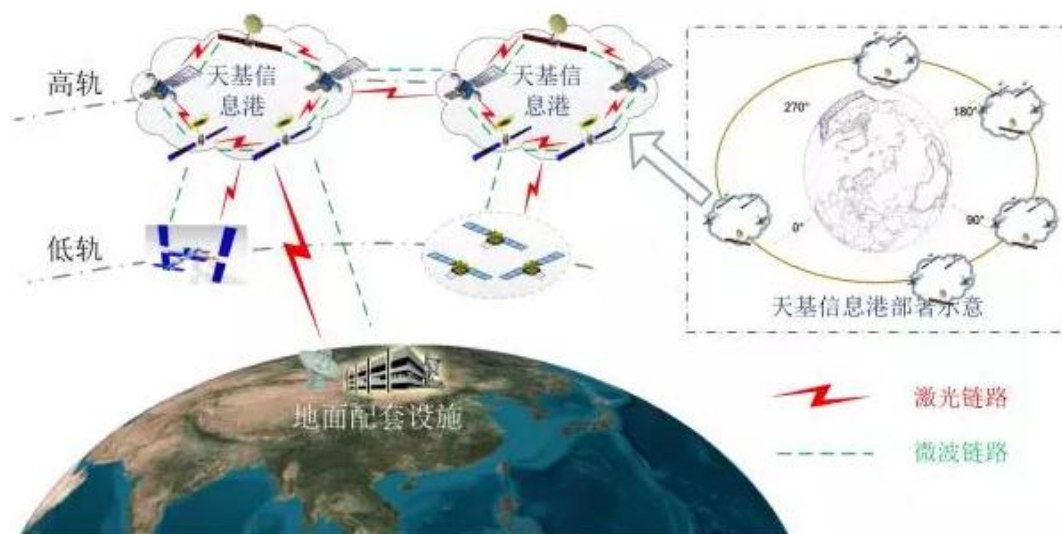 高轨
天基信
息港
天基信
息港
低轨
地面配套设施
270°
180°
0°
90°
天基信息港部署示意
激光链路
微波链路